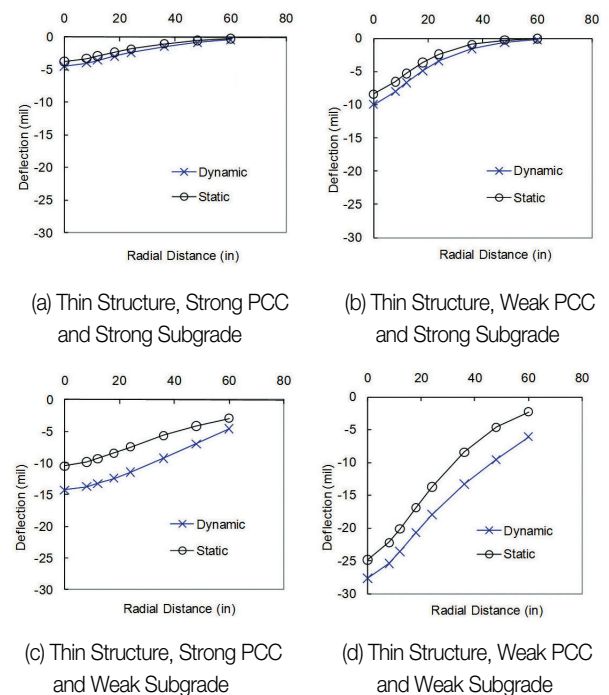 0 20 40 60 80
0
-5
-10
-15
-20
-25
-30
Deflection (mil)
Dynamic
Static
Radial Distance (in)
(a) Thin Structure, Strong PCC
and Strong Subgrade
0 20 40 60 80
0
-5
-10
-15
-20
-25
-30
Deflection (mil)
Dynamic
Static
Radial Distance (in)
(b) Thin Structure, Weak PCC
and Strong Subgrade
0 20 40 60 80
0
-5
-10
-15
-20
-25
-30
Deflection (mil)
Dynamic
Static
Radial Distance (in)
(c) Thin Structure, Strong PCC
and Weak Subgrade
0 20 40 60 80
0
-5
-10
-15
-20
-25
-30
Deflection (mil)
Dynamic
Static
Radial Distance (in)
(d) Thin Structure, Weak PCC
and Weak Subgrade